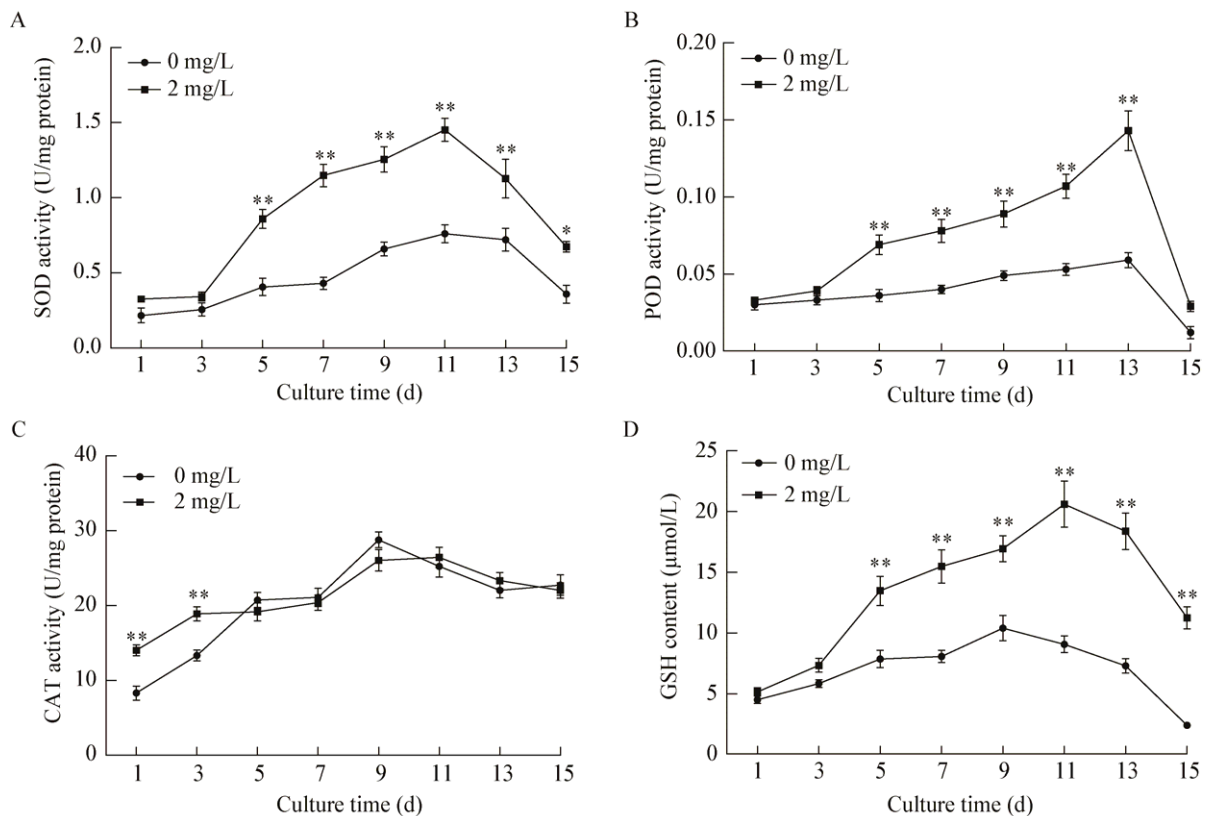 A
SOD activity (U/mg protein)
2.0
1.5
1.0
0.5
0.0
0 mg/L
2 mg/L
**
**
**
**
**
*
1 3 5 7 9 11 13 15
Culture time (d)
B
POD activity (U/mg protein)
0.20
0.15
0.10
0.05
0.00
0 mg/L
2 mg/L
**
**
**
**
**
1 3 5 7 9 11 13 15
Culture time (d)
C
CAT activity (U/mg protein)
40
30
20
10
0
0 mg/L
2 mg/L
**
**
1 3 5 7 9 11 13 15
Culture time (d)
D
GSH content (μmol/L)
25
20
15
10
5
0
0 mg/L
2 mg/L
**
**
**
**
**
**
1 3 5 7 9 11 13 15
Culture time (d)